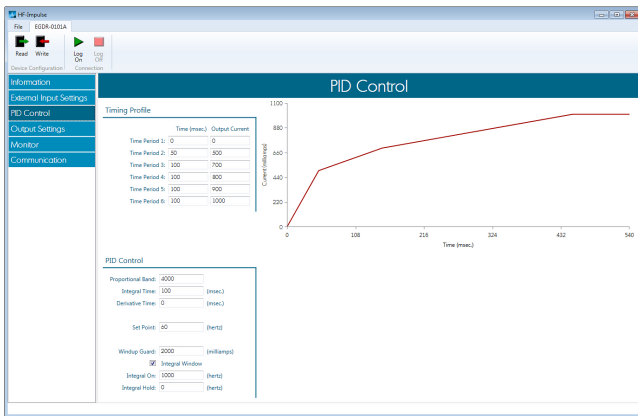 HF-Impulse
File EGDR-0101A
Read Write Log On Log Off
Device Configuration Connection
Information
External Input Settings
PID Control
Output Settings
Monitor
Communication
PID Control
Timing Profile
Time (msec.) Output Current
Time Period 1: 0 0
Time Period 2: 50 500
Time Period 3: 100 700
Time Period 4: 100 800
Time Period 5: 100 900
Time Period 6: 100 1000
Current (milliamps)
1100
880
660
440
220
0
0 108 216 324 432 540
Time (msec.)
PID Control
Proportional Band: 4000
Integral Time: 100 (msec.)
Derivative Time: 0 (msec.)
Set Point: 60 (hertz)
Windup Guard: 2000 (milliamps)
Integral Window
Integral On: 1000 (hertz)
Integral Hold: 0 (hertz)